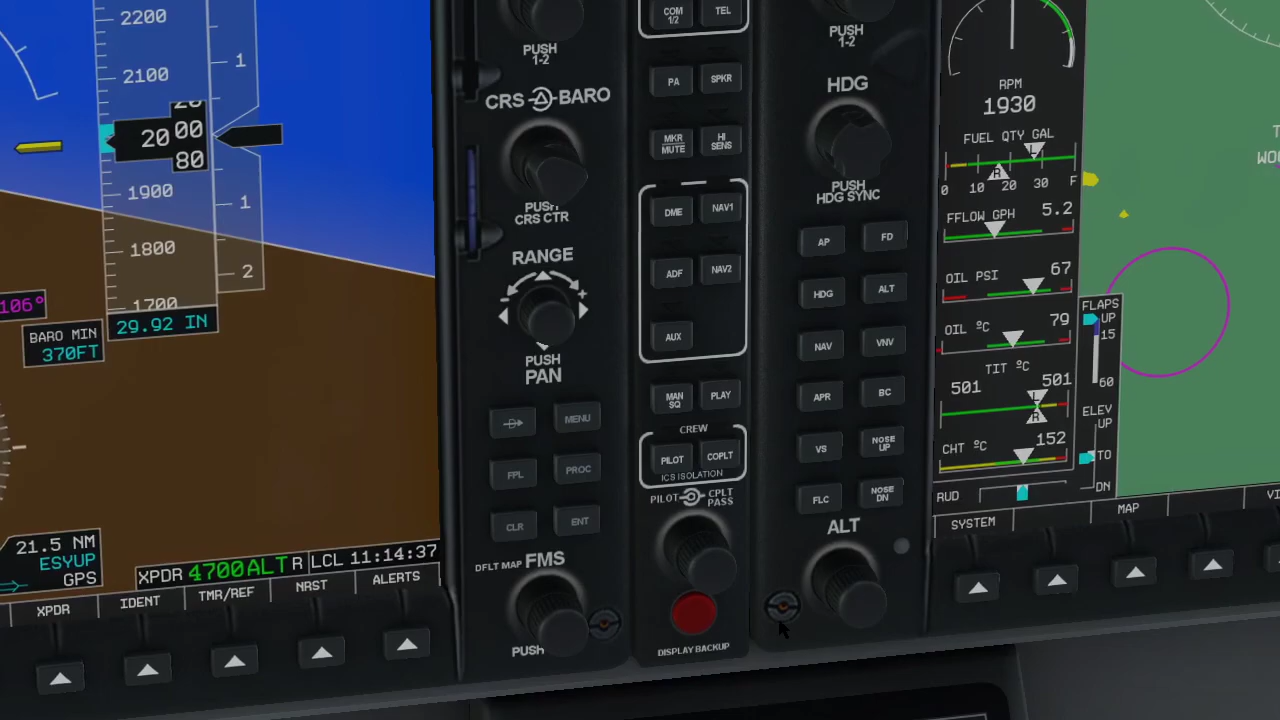 2200
2100
20
20 00
80
1900
1800
1700
1
1
2
29.92 IN
106°
BARO MIN
370FT
21.5 NM
ESYUP
GPS
XPDR 4700 ALT R LCL 11:14:37
XPDR
IDENT
TMR/REF
NRST
ALERTS
PUSH
1-2
CRS BARO
PUSH
CRS CTR
RANGE
- +
PUSH
PAN
D
MENU
FPL
PROC
CLR
ENT
DFLT MAP FMS
PUSH
COM
1/2
TEL
PA
SPKR
MKR
MUTE
HI
SENS
DME
NAV1
ADF
NAV2
AUX
MAN
SQ
PLAY
CREW
PILOT
COPLT
ICS ISOLATION
PILOT
CPLT
PASS
DISPLAY BACKUP
PUSH
1-2
HDG
PUSH
HDG SYNC
AP
FD
HDG
ALT
NAV
VNV
APR
BC
VS
NOSE
UP
FLC
NOSE
DN
ALT
RPM
1930
FUEL QTY GAL
L
R
0 10 20 30 F
FFLOW GPH 5.2
OIL PSI 67
OIL ºC 79
TIT ºC
501 501
L
R
CHT ºC 152
RUD
FLAPS
UP
15
60
ELEV
UP
TO
DN
SYSTEM
MAP